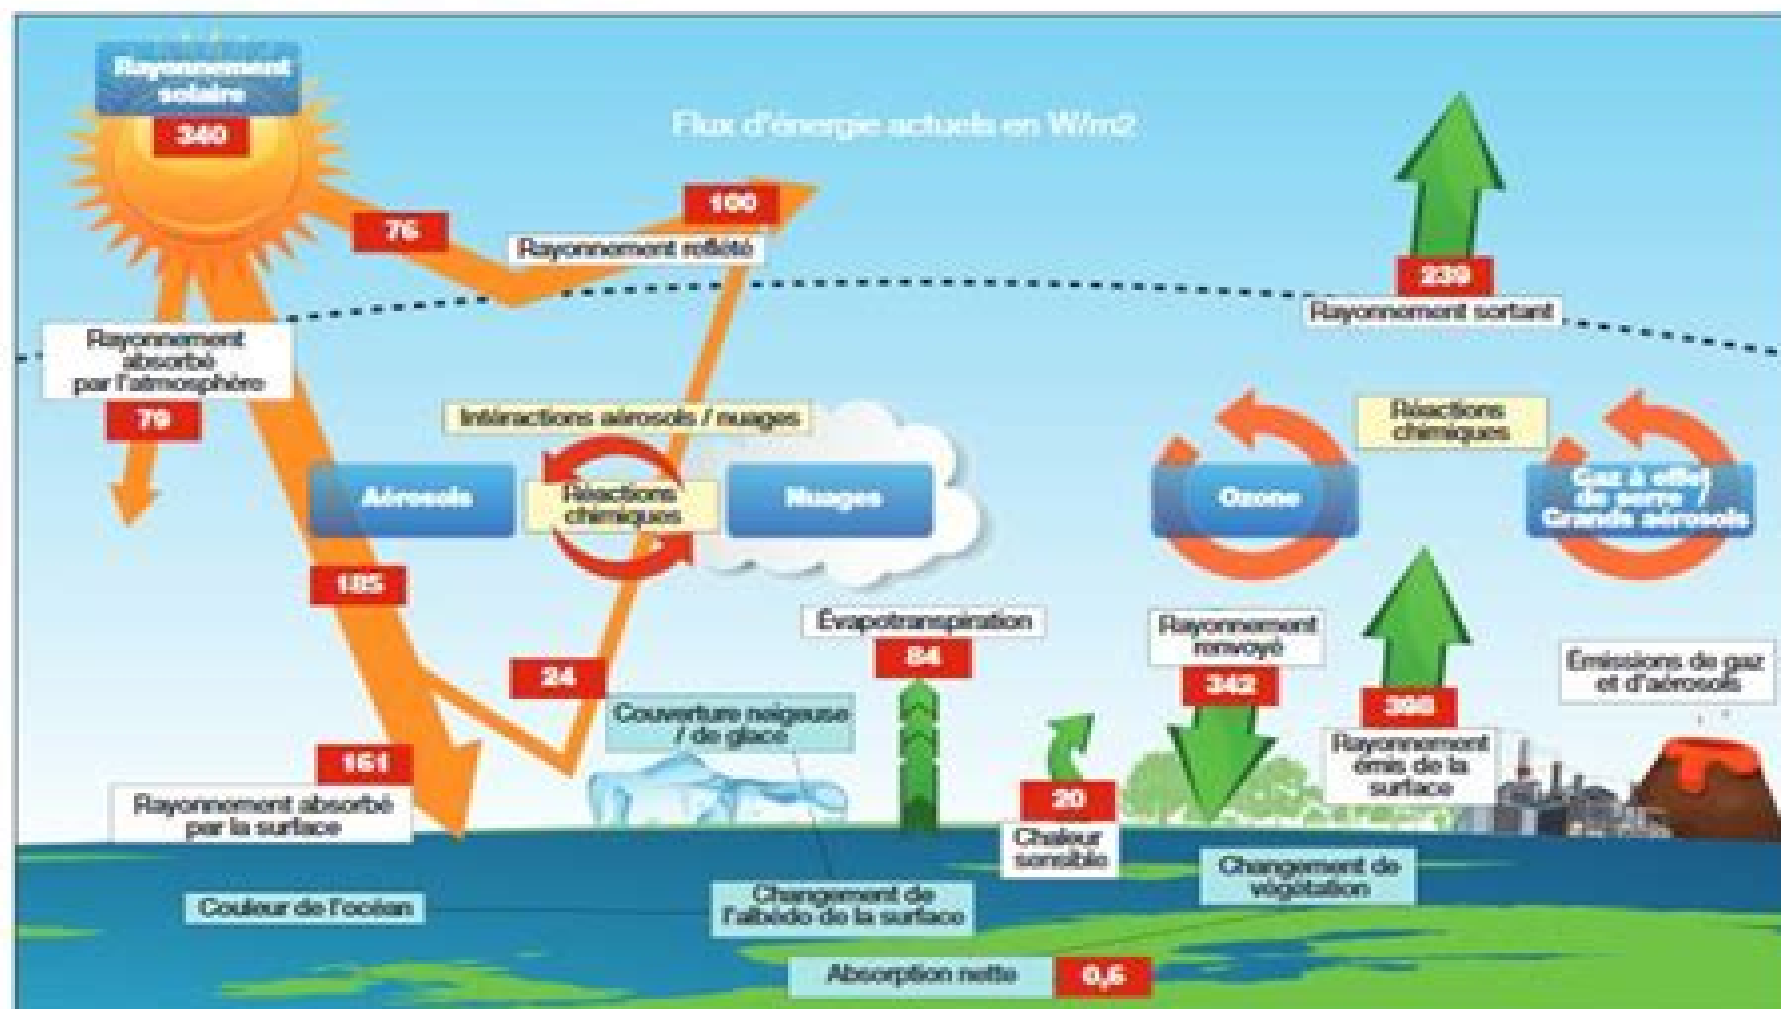 Rayonnement
solaire
340
Flux d'énergie actuels en W/m2
76
100
Rayonnement reflété
239
Rayonnement sortant
Rayonnement
absorbé
par l'atmosphère
79
Intéractions aérosols / nuages
Aérosols
Réactions
chimiques
Nuages
Ozone
Réactions
chimiques
Gaz à effet
de serre /
Grands aérosols
185
Évapotranspiration
84
Rayonnement
renvoyé
342
24
Couverture neigeuse
/ de glace
Rayonnement
émis de la
surface
Émissions de gaz
et d'aérosols
161
Rayonnement absorbé
par la surface
20
Chaleur
sensible
Couleur de l'océan
Changement de
l'albédo de la surface
Changement de
végétation
Absorption nette
0,6